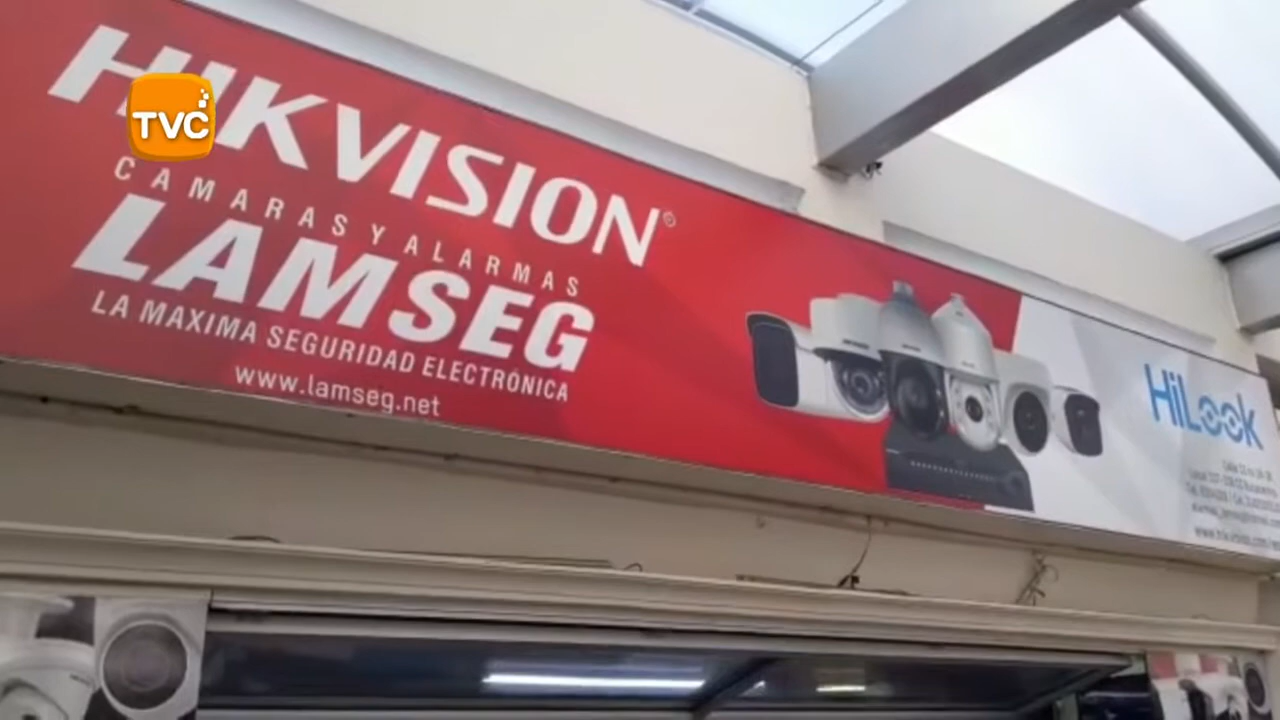 HIKVISION®
TVC
CAMARAS Y ALARMAS
LAMSEG
LA MAXIMA SEGURIDAD ELECTRÓNICA
www.lamseg.net
HiLook